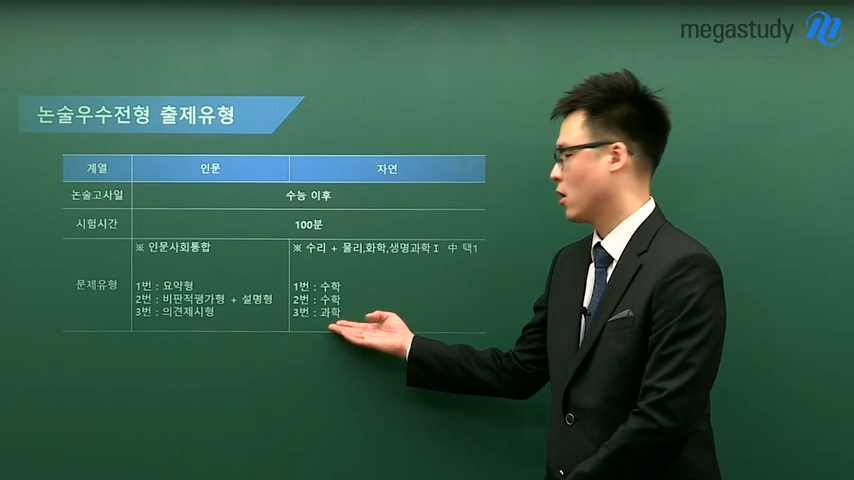 megastudy
논술우수전형 출제유형
계열 인문 자연
논술고사일 수능 이후
시험시간 100분
문제유형
※ 인문사회통합
1번 : 요약형
2번 : 비판적평가형 + 설명형
3번 : 의견제시형
※ 수리 + 물리,화학,생명과학Ⅰ 中 택1
1번 : 수학
2번 : 수학
3번 : 과학